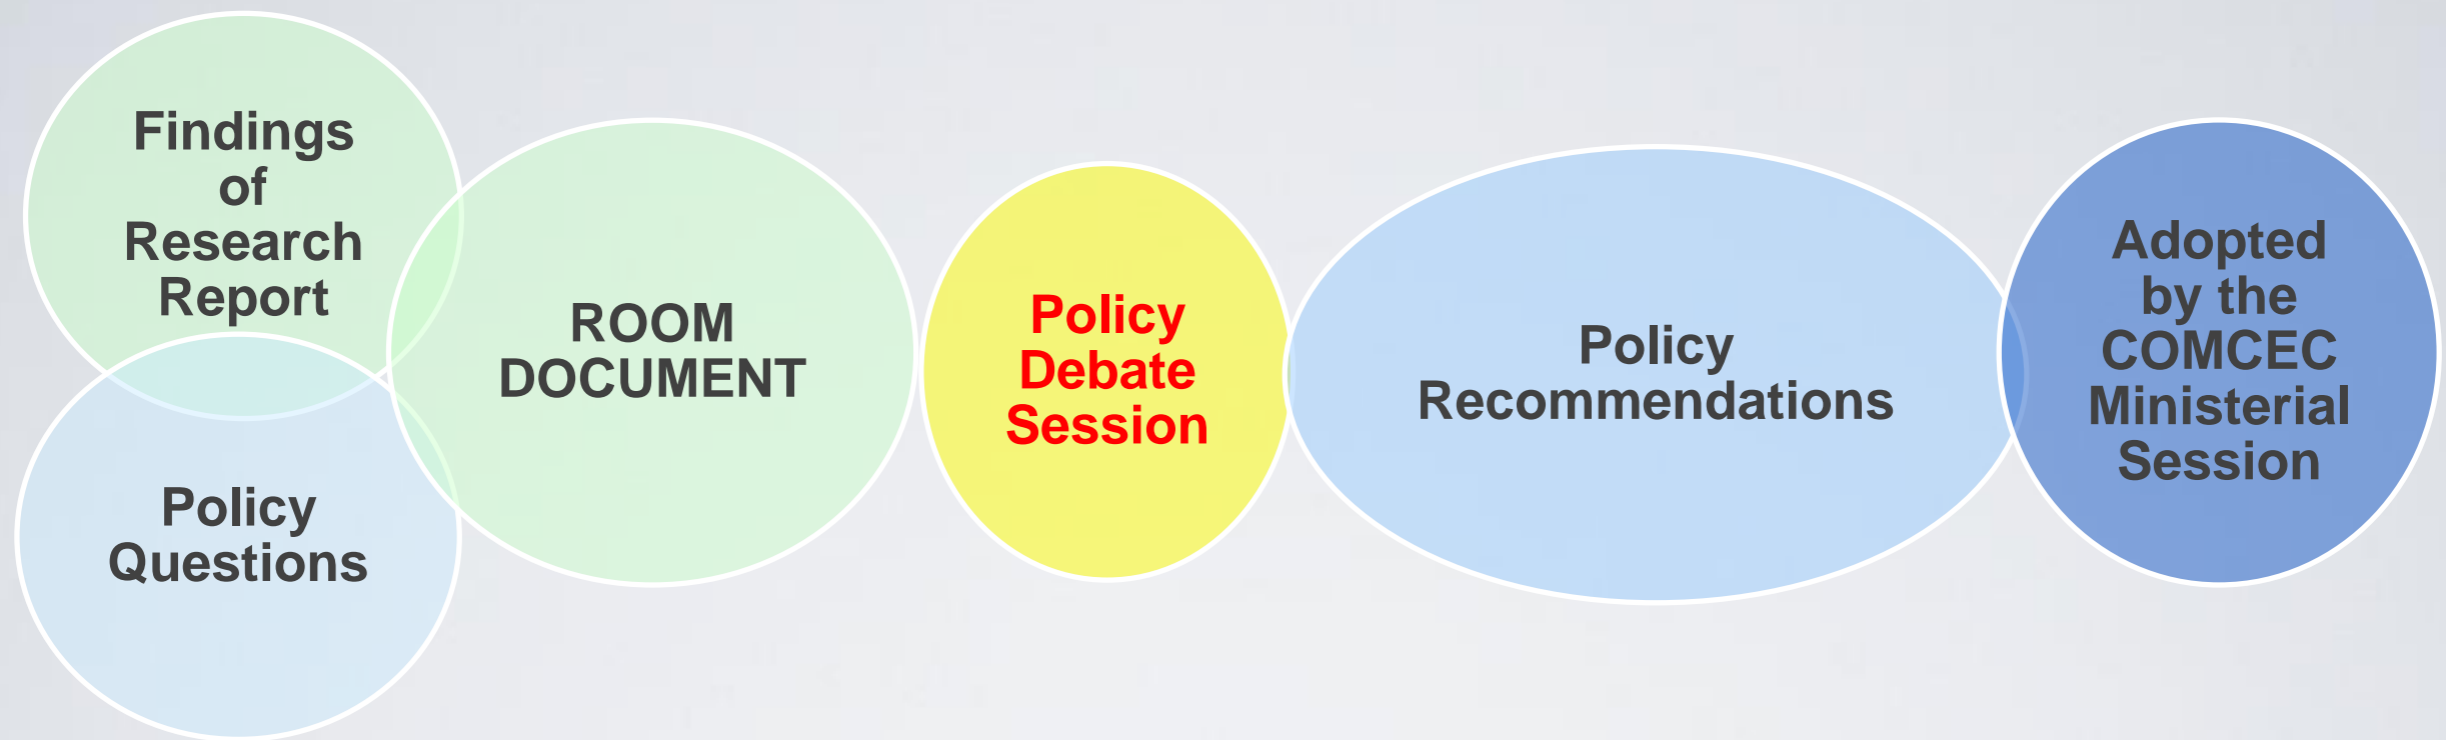 Findings
of
Research
Report
Policy
Questions
ROOM
DOCUMENT
Policy
Debate
Session
Policy
Recommendations
Adopted
by the
COMCEC
Ministerial
Session